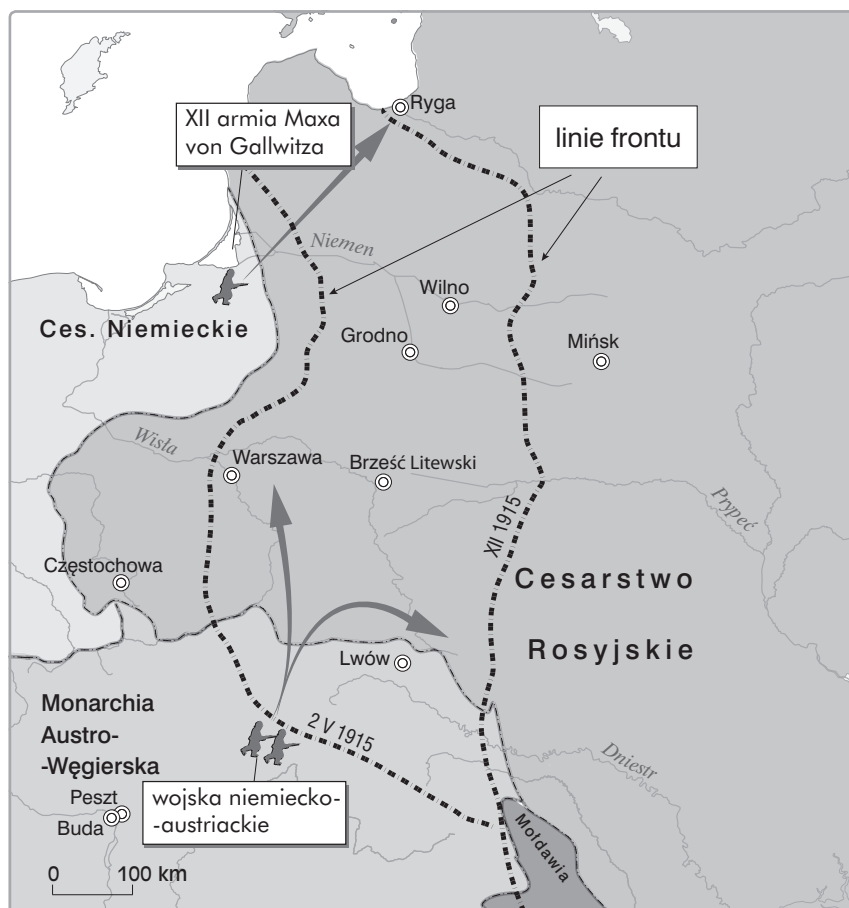 Ryga
XII armia Maxa
von Gallwitza
linie frontu
Niemen
Wilno
Ces. Niemieckie
Grodno
Mińsk
Wisła
Warszawa
Brześć Litewski
Prypeć
XII 1915
Częstochowa
Cesarstwo
Rosyjskie
Lwów
Monarchia
Austro-
-Węgierska
2 V 1915
Dniestr
wojska niemiecko-
-austriackie
Peszt
Buda
Mołdawia
0 100 km